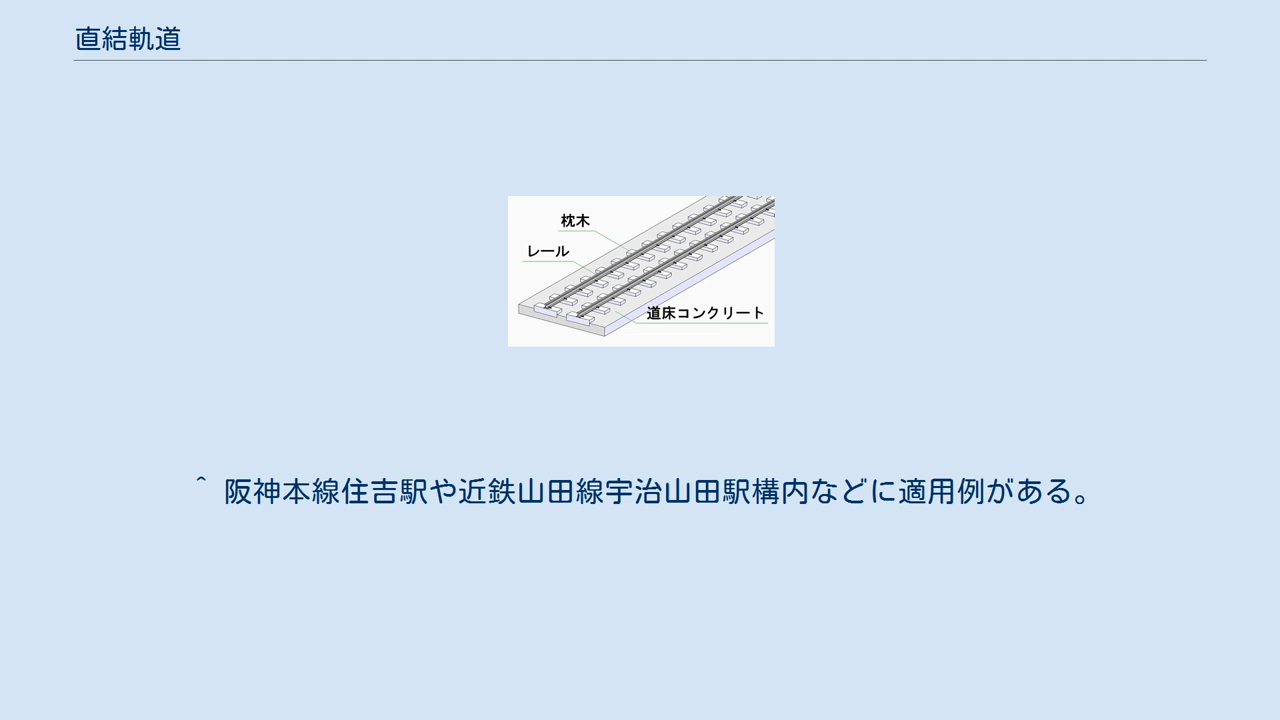 直結軌道
枕木
レール
道床コンクリート
^ 阪神本線住吉駅や近鉄山田線宇治山田駅構内などに適用例がある。